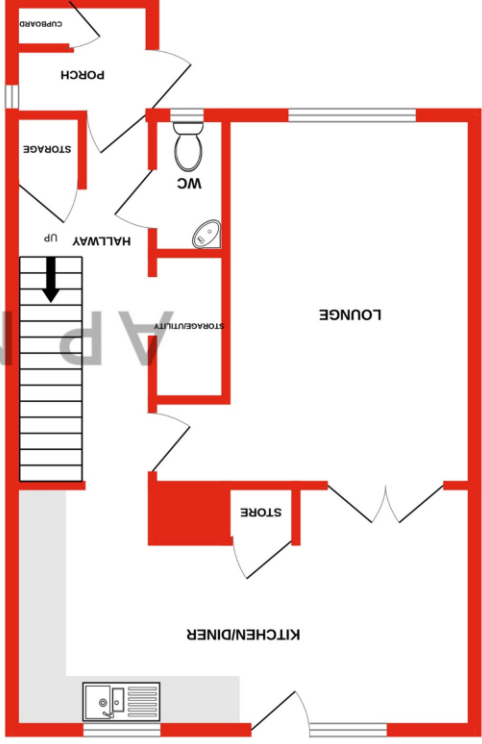 KITCHEN/DINER
STORE
STORAGE/UTILITY
LOUNGE
HALLWAY
UP
WC
STORAGE
PORCH
CUPBOARD